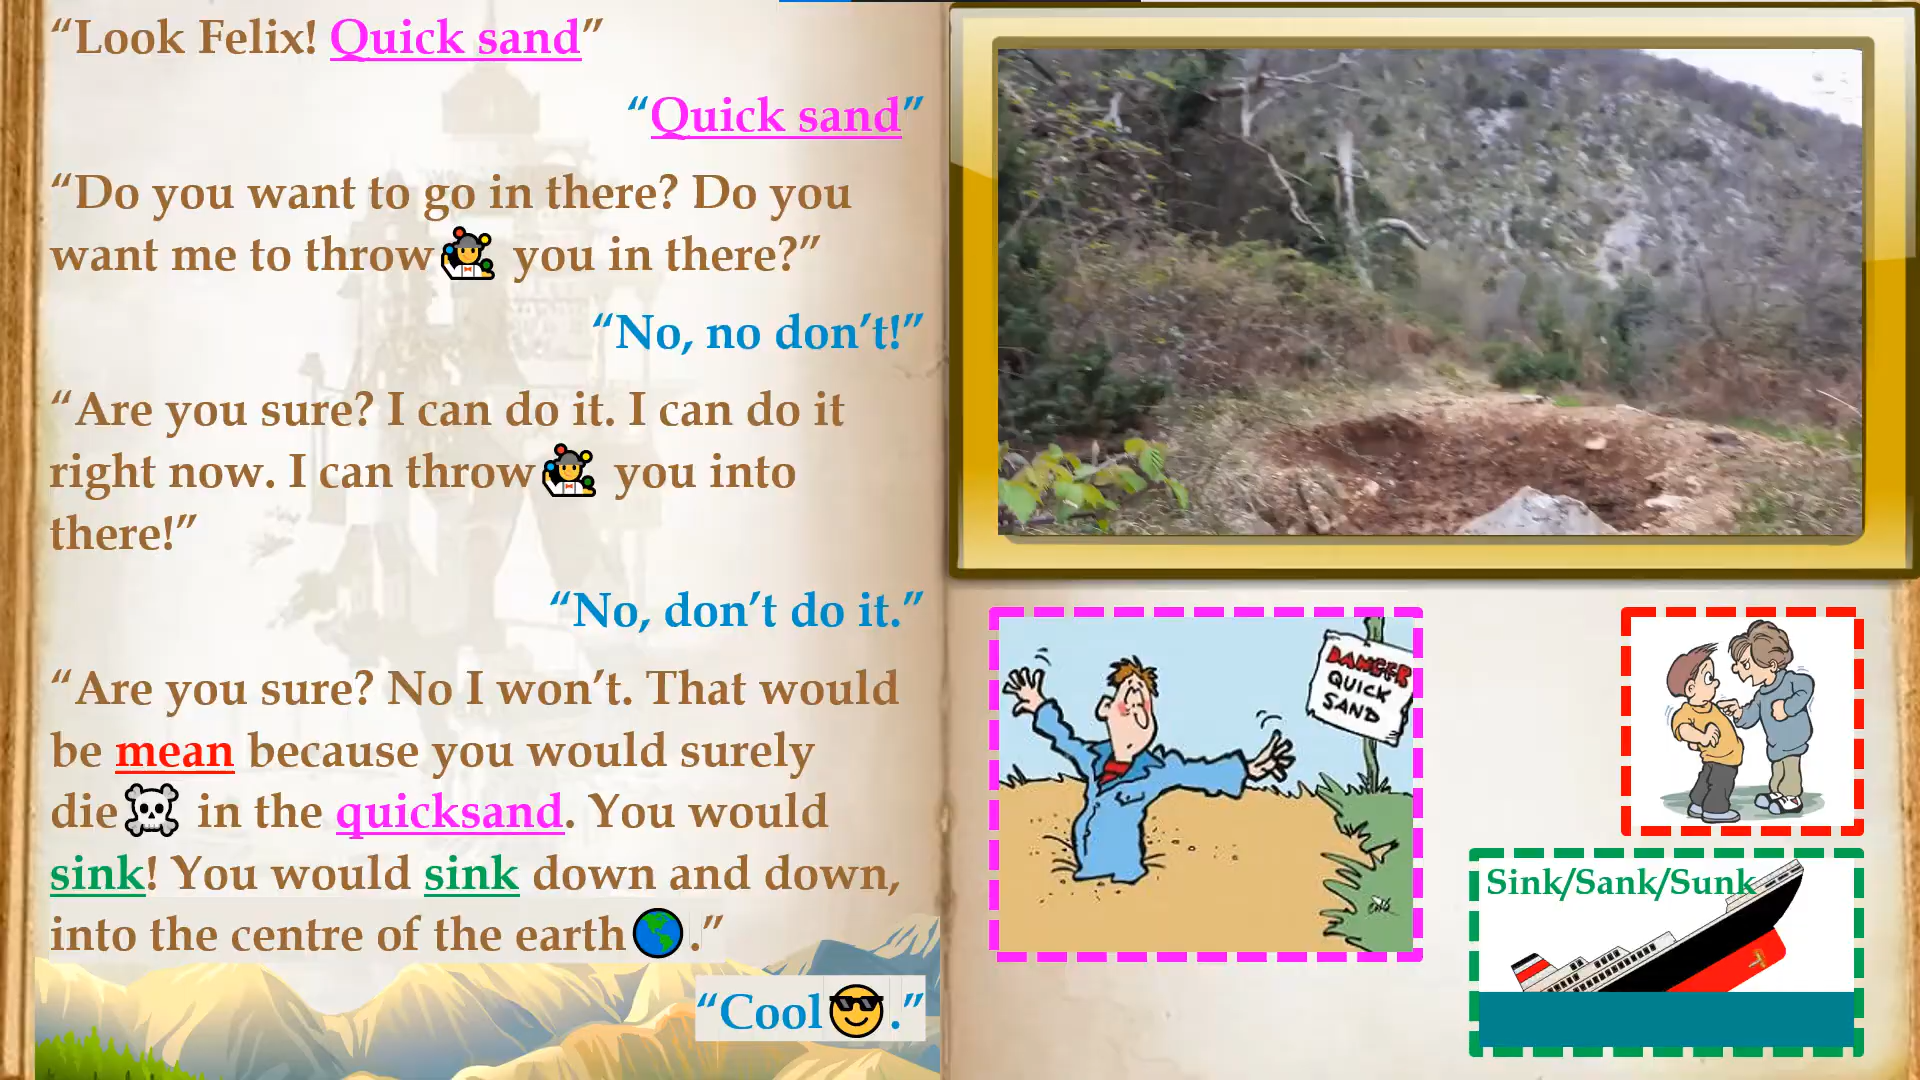 “Look Felix! Quick sand”
“Quick sand”
“Do you want to go in there? Do you
want me to throw🤹 you in there?”
“No, no don’t!”
“Are you sure? I can do it. I can do it
right now. I can throw🤹 you into
there!”
“No, don’t do it.”
“Are you sure? No I won’t. That would
be mean because you would surely
die☠ in the quicksand. You would
sink! You would sink down and down,
into the centre of the earth🌎.”
“Cool😎.”
DANGER
QUICK
SAND
Sink/Sank/Sunk